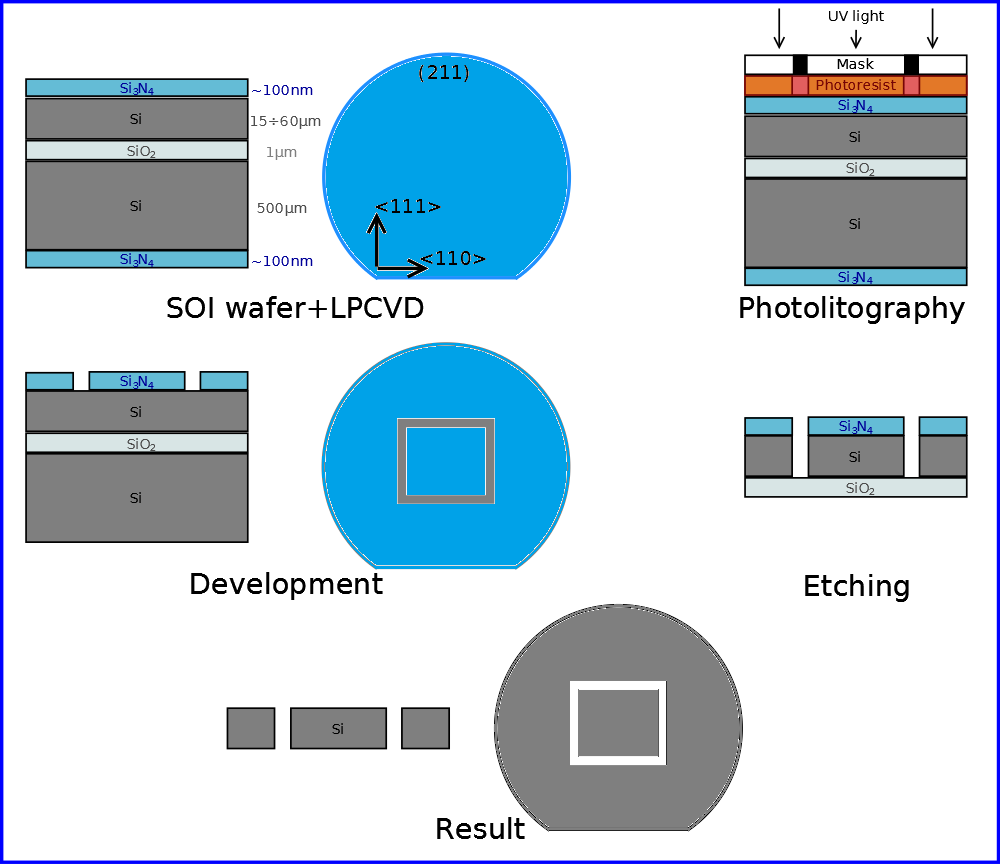 Si₃N₄
~100nm
Si
15÷60μm
SiO₂
1μm
Si
500μm
Si₃N₄
~100nm
(211)
<111>
<110>
SOI wafer+LPCVD
UV light
Mask
Photoresist
Si₃N₄
Si
SiO₂
Si
Si₃N₄
Photolitography
Si₃N₄
Si
SiO₂
Si
Development
Si₃N₄
Si
SiO₂
Etching
Si
Result